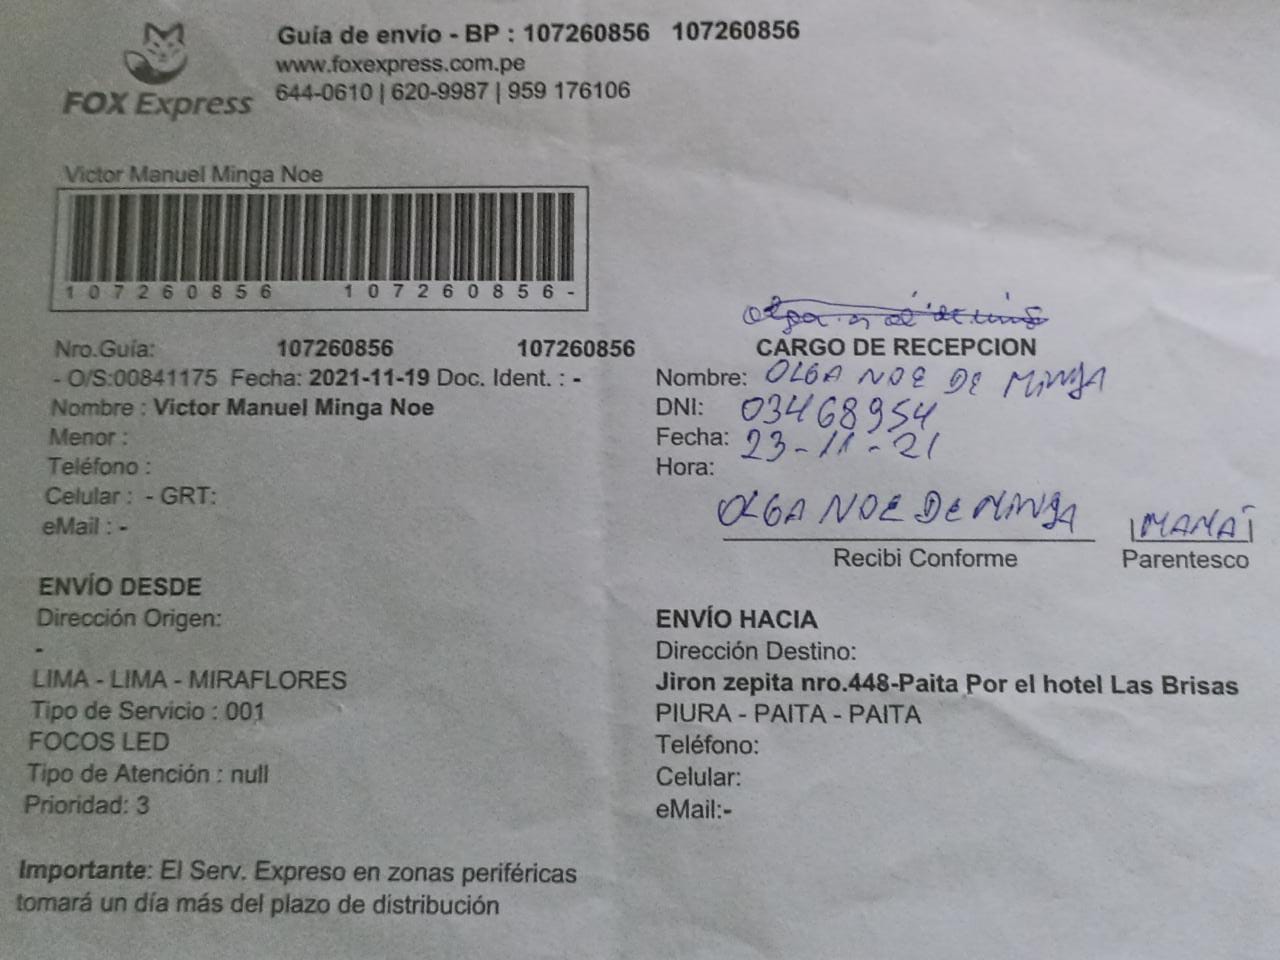 FOX Express
Guía de envío - BP : 107260856 107260856
www.foxexpress.com.pe
644-0610 | 620-9987 | 959 176106
Victor Manuel Minga Noe
107260856 107260856-
Nro.Guía: 107260856 107260856
- O/S:00841175 Fecha: 2021-11-19 Doc. Ident. : -
Nombre : Victor Manuel Minga Noe
Menor :
Teléfono :
Celular : - GRT:
eMail : -
CARGO DE RECEPCION
Nombre: OLGA NOE DE MINGA
DNI: 03468954
Fecha: 23-11-21
Hora:
OLGA NOE DE MINGA MAMA
Recibi Conforme Parentesco
ENVÍO DESDE
Dirección Origen:
-
LIMA - LIMA - MIRAFLORES
Tipo de Servicio : 001
FOCOS LED
Tipo de Atención : null
Prioridad: 3
ENVÍO HACIA
Dirección Destino:
Jiron zepita nro.448-Paita Por el hotel Las Brisas
PIURA - PAITA - PAITA
Teléfono:
Celular:
eMail:-
Importante: El Serv. Expreso en zonas periféricas
tomará un día más del plazo de distribución